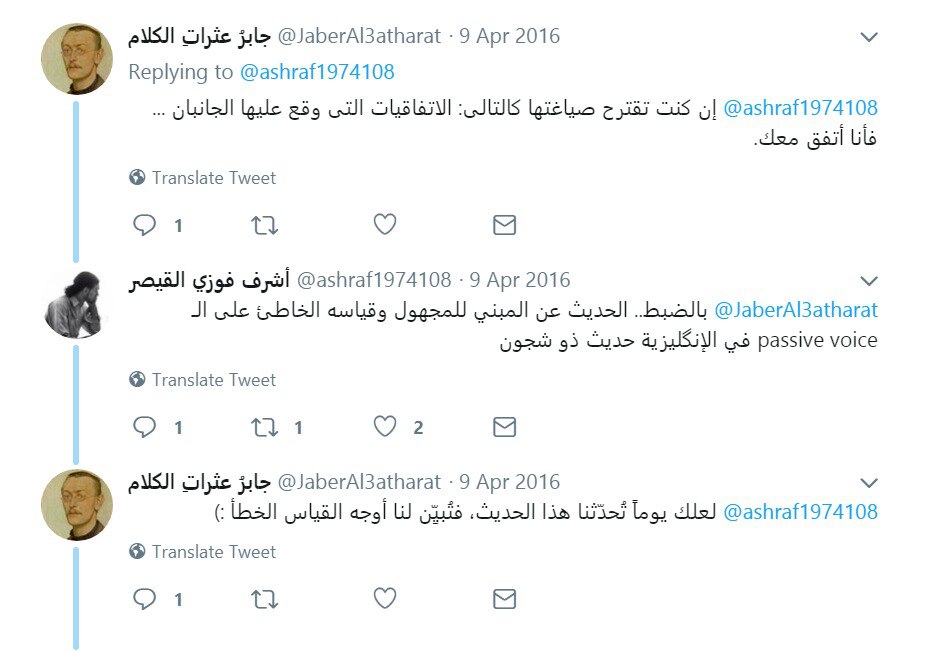 جابرُ عثراتِ الكلام @JaberAl3atharat · 9 Apr 2016
Replying to @ashraf1974108
@ashraf1974108 إن كنت تقترح صياغتها كالتالى: الاتفاقيات التى وقع عليها الجانبان ...
فأنا أتفق معك.
Translate Tweet
1
أشرف فوزي القيصر @ashraf1974108 · 9 Apr 2016
@JaberAl3atharat بالضبط.. الحديث عن المبني للمجهول وقياسه الخاطئ على الـ
passive voice في الإنگليزية حديث ذو شجون
Translate Tweet
1 1 2
جابرُ عثراتِ الكلام @JaberAl3atharat · 9 Apr 2016
@ashraf1974108 لعلك يوماً تُحدّثنا هذا الحديث، فتُبيّن لنا أوجه القياس الخطأ :)
Translate Tweet
1